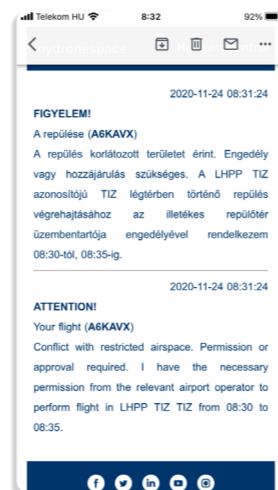 Telekom HU 8:32 92%
mydronespace
2020-11-24 08:31:24
FIGYELEM!
A repülése (A6KAVX)
A repülés korlátozott területet érint. Engedély
vagy hozzájárulás szükséges. A LHPP TIZ
azonosítójú TIZ légtérben történő repülés
végrehajtásához az illetékes repülőtér
üzembentartója engedélyével rendelkezem
08:30-tól, 08:35-ig.
2020-11-24 08:31:24
ATTENTION!
Your flight (A6KAVX)
Conflict with restricted airspace. Permission or
approval required. I have the necessary
permission from the relevant airport operator to
perform flight in LHPP TIZ TIZ from 08:30 to
08:35.